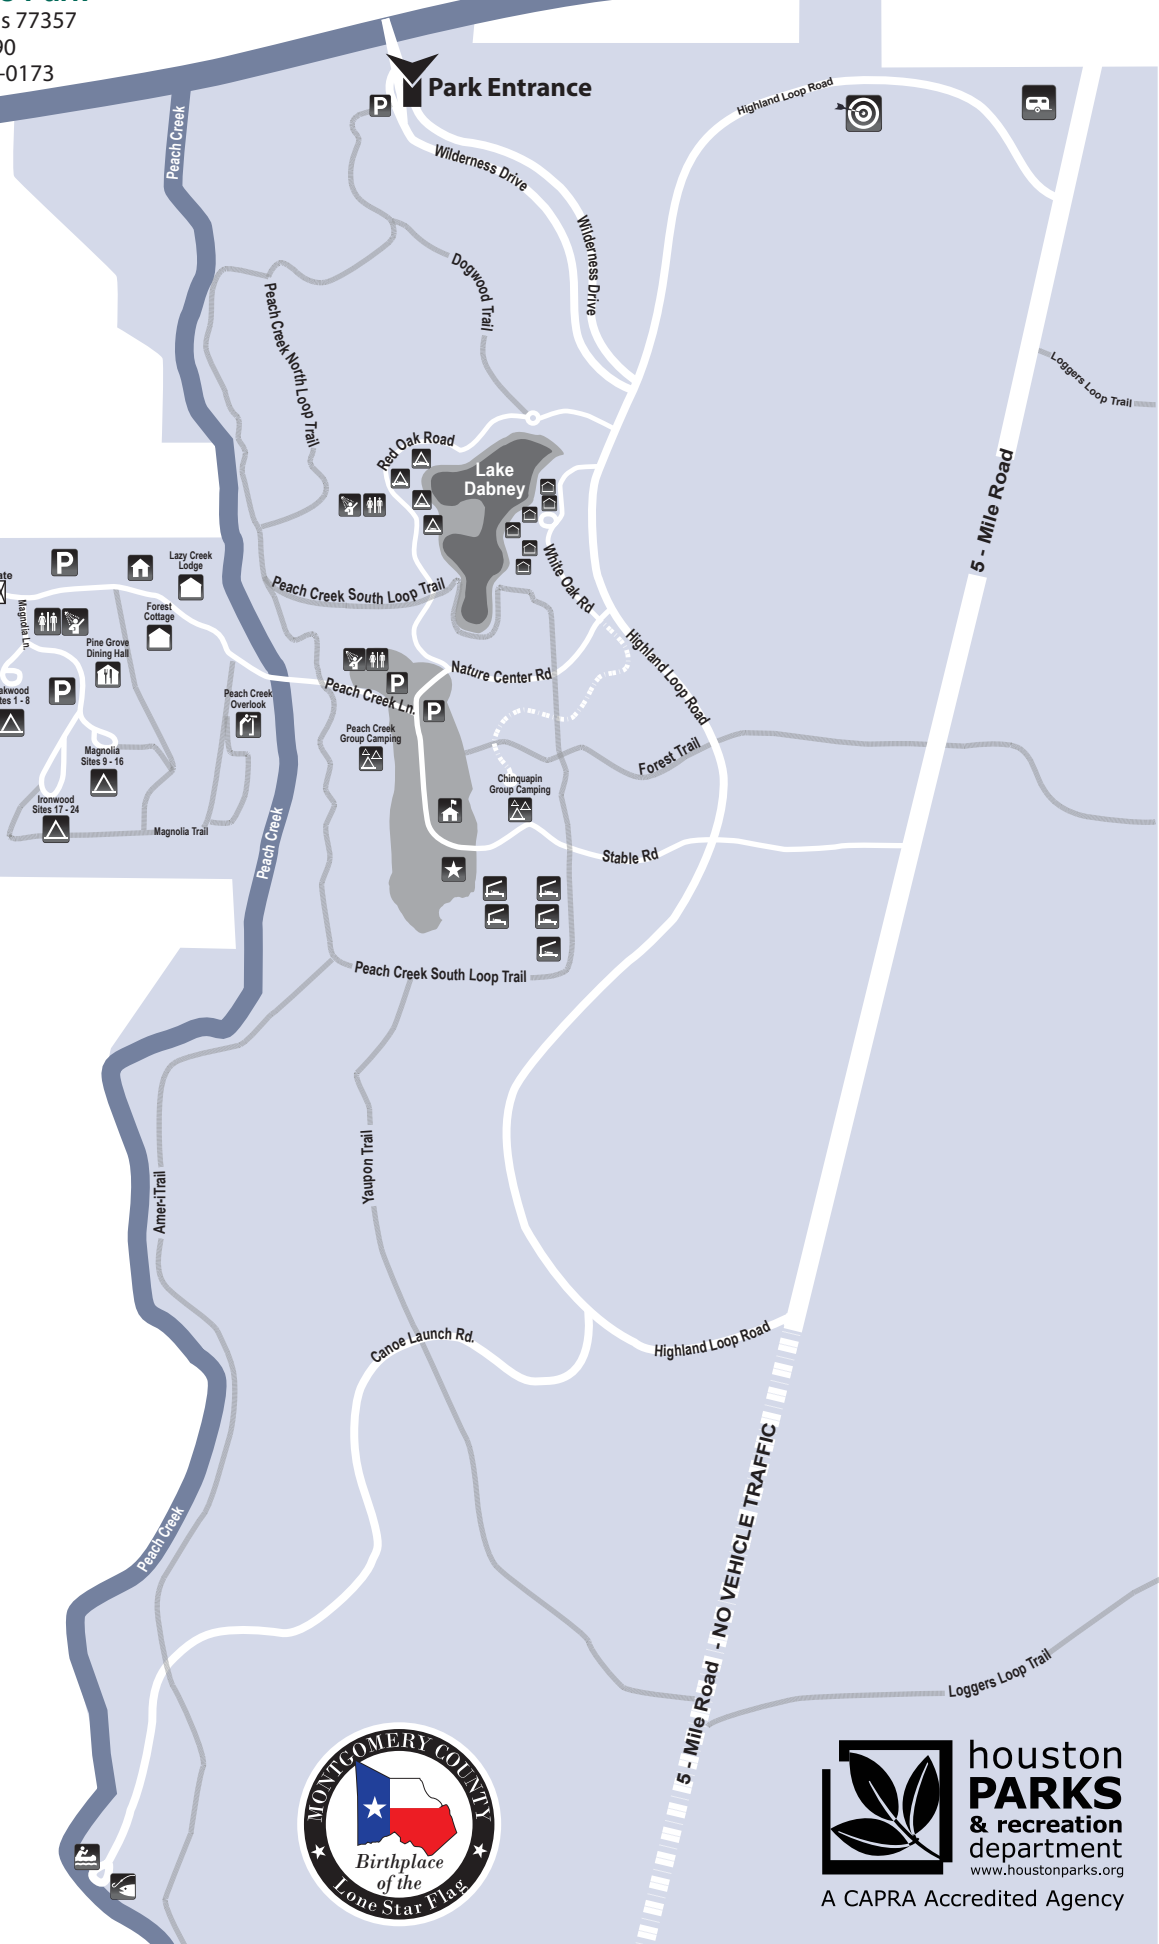 s 77357
90
-0173
Park Entrance
P
Wilderness Drive
Wilderness Drive
Highland Loop Road
Peach Creek
Dogwood Trail
Peach Creek North Loop Trail
Loggers Loop Trail
Red Oak Road
Lake
Dabney
5 - Mile Road
White Oak Rd
Peach Creek South Loop Trail
P
Lazy Creek
Lodge
Forest
Cottage
Magnolia Ln.
Pine Grove
Dining Hall
P
Peach Creek
Overlook
Magnolia
Sites 9 - 16
Ironwood
Sites 17 - 24
Magnolia Trail
Nature Center Rd
Highland Loop Road
Peach Creek Ln.
P
P
Peach Creek
Group Camping
Chinquapin
Group Camping
Forest Trail
Stable Rd
Peach Creek
Peach Creek South Loop Trail
Yaupon Trail
Amer-iTrail
Canoe Launch Rd.
Highland Loop Road
5 - Mile Road - NO VEHICLE TRAFFIC
Peach Creek
Loggers Loop Trail
MONTGOMERY COUNTY
Birthplace
of the
Lone Star Flag
houston
PARKS
& recreation
department
www.houstonparks.org
A CAPRA Accredited Agency